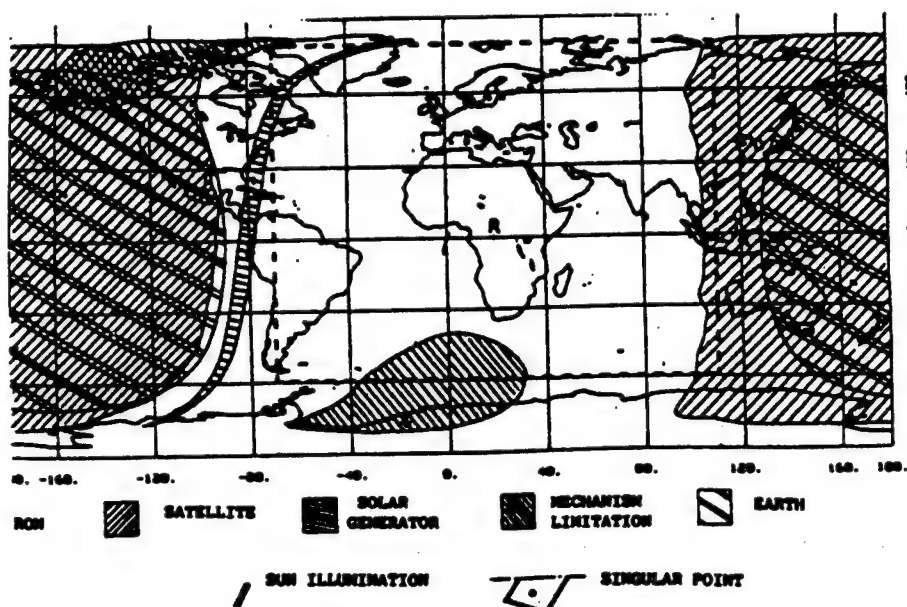 R
-160. -120. -80. -40 0. 40. 80. 120. 160. 180.
ROM SATELLITE SOLAR GENERATOR MECHANISM LIMITATION EARTH
SUN ILLUMINATION SINGULAR POINT